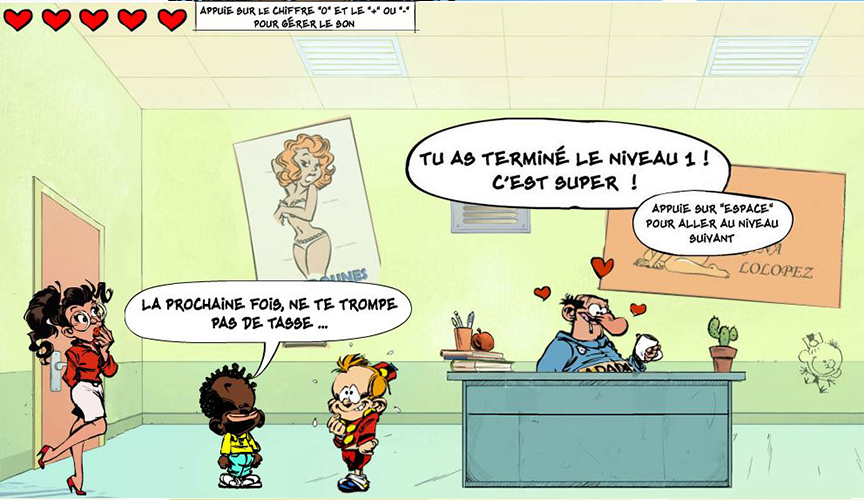 APPUIE SUR LE CHIFFRE "0" ET LE "+" OU "-"
POUR GÉRER LE SON
TU AS TERMINÉ LE NIVEAU 1 !
C'EST SUPER !
APPUIE SUR "ESPACE"
POUR ALLER AU NIVEAU
SUIVANT
LOLOPEZ
LA PROCHAINE FOIS, NE TE TROMPE
PAS DE TASSE ...